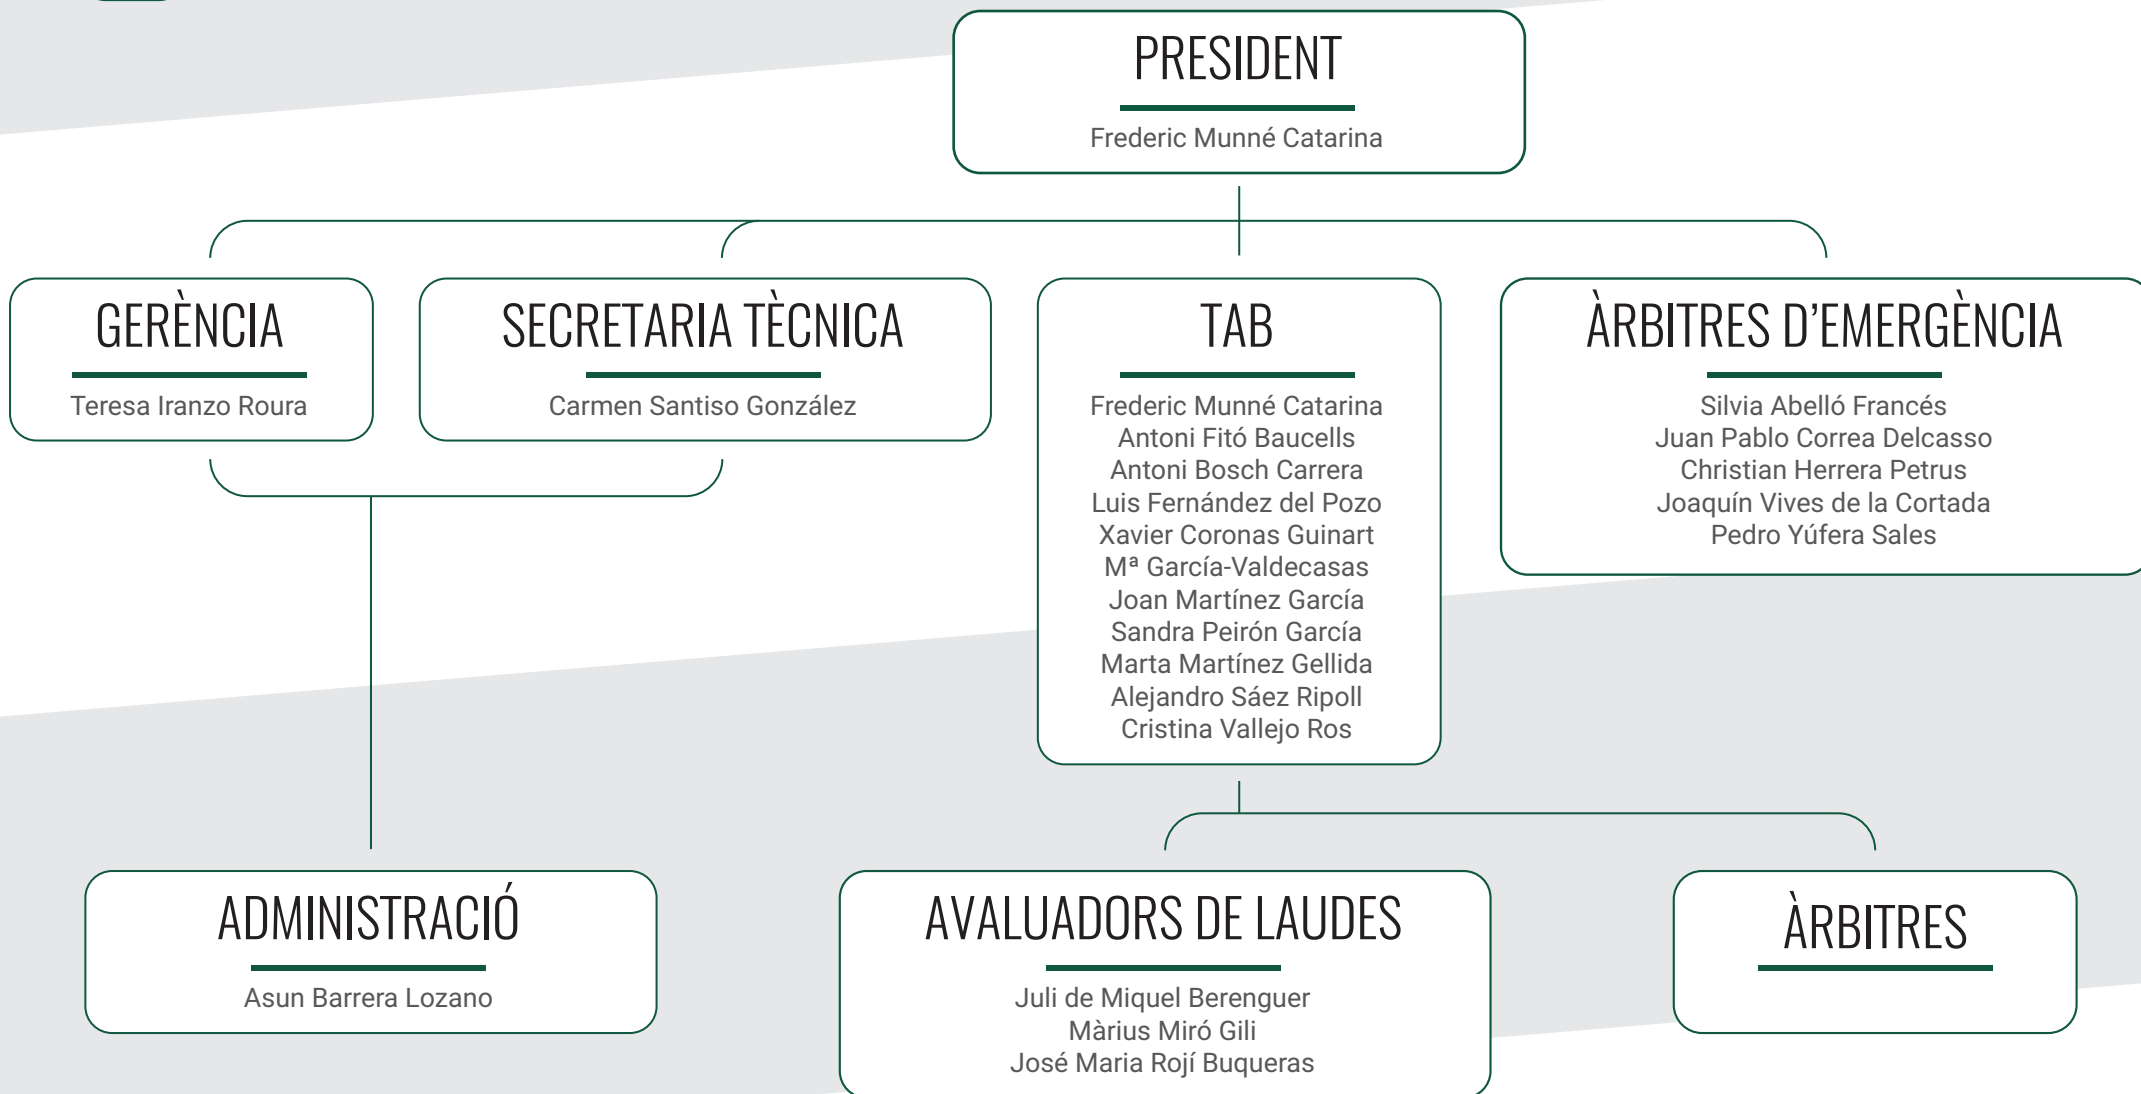 PRESIDENT
Frederic Munné Catarina
GERÈNCIA
Teresa Iranzo Roura
SECRETARIA TÈCNICA
Carmen Santiso González
TAB
Frederic Munné Catarina
Antoni Fitó Baucells
Antoni Bosch Carrera
Luis Fernández del Pozo
Xavier Coronas Guinart
Mª García-Valdecasas
Joan Martínez García
Sandra Peirón García
Marta Martínez Gellida
Alejandro Sáez Ripoll
Cristina Vallejo Ros
ÀRBITRES D’EMERGÈNCIA
Silvia Abelló Francés
Juan Pablo Correa Delcasso
Christian Herrera Petrus
Joaquín Vives de la Cortada
Pedro Yúfera Sales
ADMINISTRACIÓ
Asun Barrera Lozano
AVALUADORS DE LAUDES
Juli de Miquel Berenguer
Màrius Miró Gili
José Maria Rojí Buqueras
ÀRBITRES